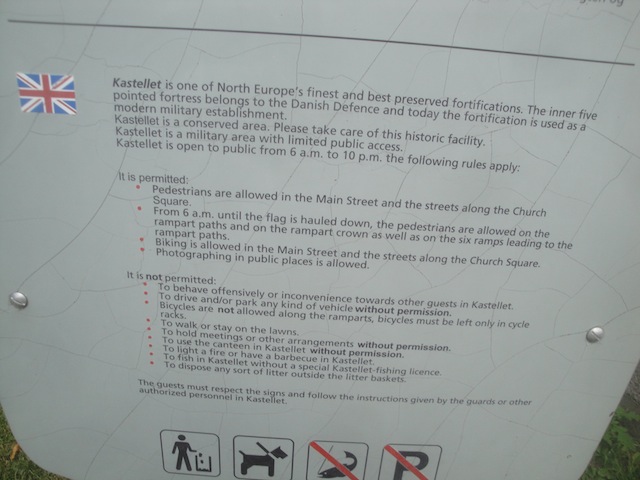 Kastellet is one of North Europe's finest and best preserved fortifications. The inner five
pointed fortress belongs to the Danish Defence and today the fortification is used as a
modern military establishment.
Kastellet is a conserved area. Please take care of this historic facility.
Kastellet is a military area with limited public access.
Kastellet is open to public from 6 a.m. to 10 p.m. the following rules apply:
It is permitted:
• Pedestrians are allowed in the Main Street and the streets along the Church
Square.
• From 6 a.m. until the flag is hauled down, the pedestrians are allowed on the
rampart paths and on the rampart crown as well as on the six ramps leading to the
rampart paths.
• Biking is allowed in the Main Street and the streets along the Church Square.
• Photographing in public places is allowed.
It is not permitted:
• To behave offensively or inconvenience towards other guests in Kastellet.
• To drive and/or park any kind of vehicle without permission.
• Bicycles are not allowed along the ramparts, bicycles must be left only in cycle
racks.
• To walk or stay on the lawns.
• To hold meetings or other arrangements without permission.
• To use the canteen in Kastellet without permission.
• To light a fire or have a barbecue in Kastellet.
• To fish in Kastellet without a special Kastellet-fishing licence.
• To dispose any sort of litter outside the litter baskets.
The guests must respect the signs and follow the instructions given by the guards or other
authorized personnel in Kastellet.
P